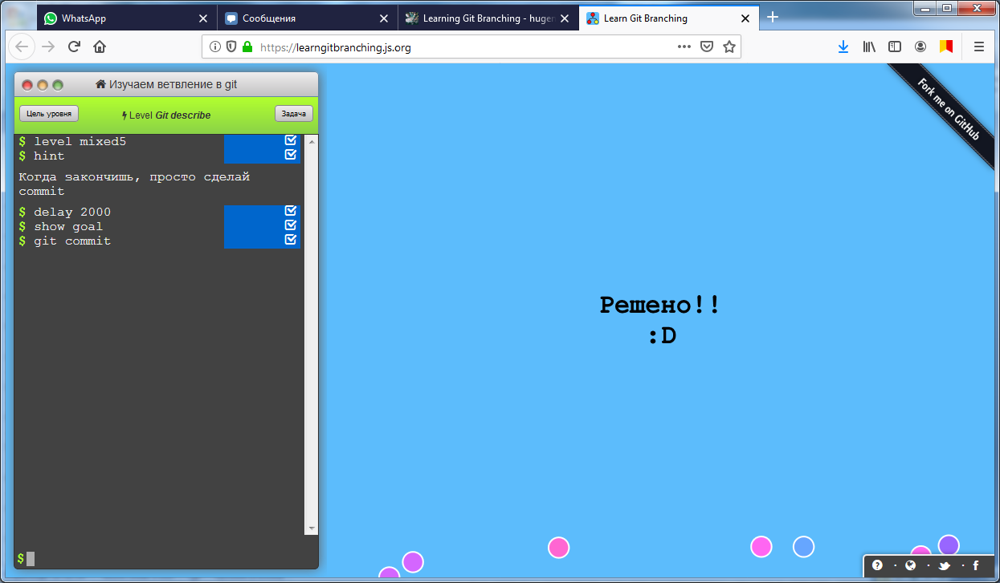 WhatsApp
Сообщения
Learning Git Branching - huger
Learn Git Branching
https://learngitbranching.js.org
Изучаем ветвление в git
Цель уровня
Level Git describe
Задача
$ level mixed5
$ hint
Когда закончишь, просто сделай
commit
$ delay 2000
$ show goal
$ git commit
$
Решено!!
:D
Fork me on GitHub